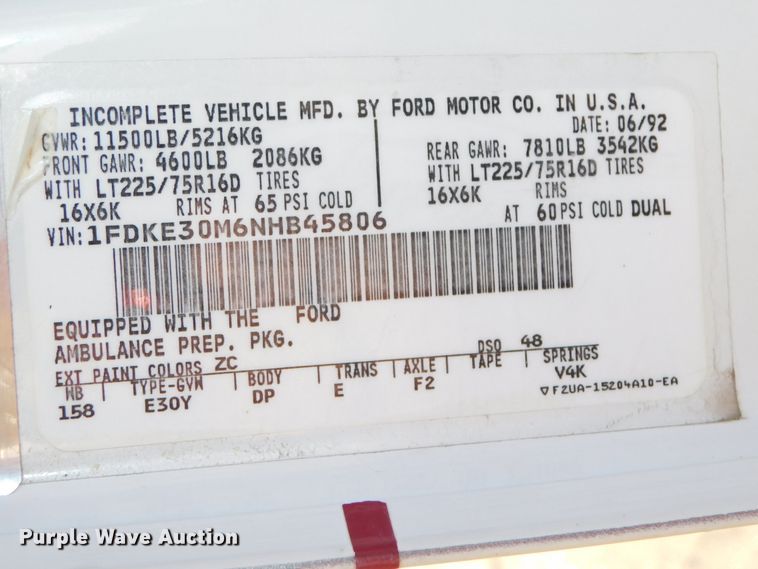 INCOMPLETE VEHICLE MFD. BY FORD MOTOR CO. IN U.S.A.
GVWR: 11500LB/5216KG
DATE: 06/92
FRONT GAWR: 4600LB 2086KG
REAR GAWR: 7810LB 3542KG
WITH LT225/75R16D TIRES
WITH LT225/75R16D TIRES
16X6K RIMS AT 65 PSI COLD
16X6K RIMS
AT 60 PSI COLD DUAL
VIN: 1FDKE30M6NHB45806
EQUIPPED WITH THE FORD
AMBULANCE PREP. PKG.
EXT PAINT COLORS ZC DSO 48
WB TYPE-GVW BODY TRANS AXLE TAPE SPRINGS
158 E30Y DP E F2 V4K
F2UA-15204A10-EA
Purple Wave Auction